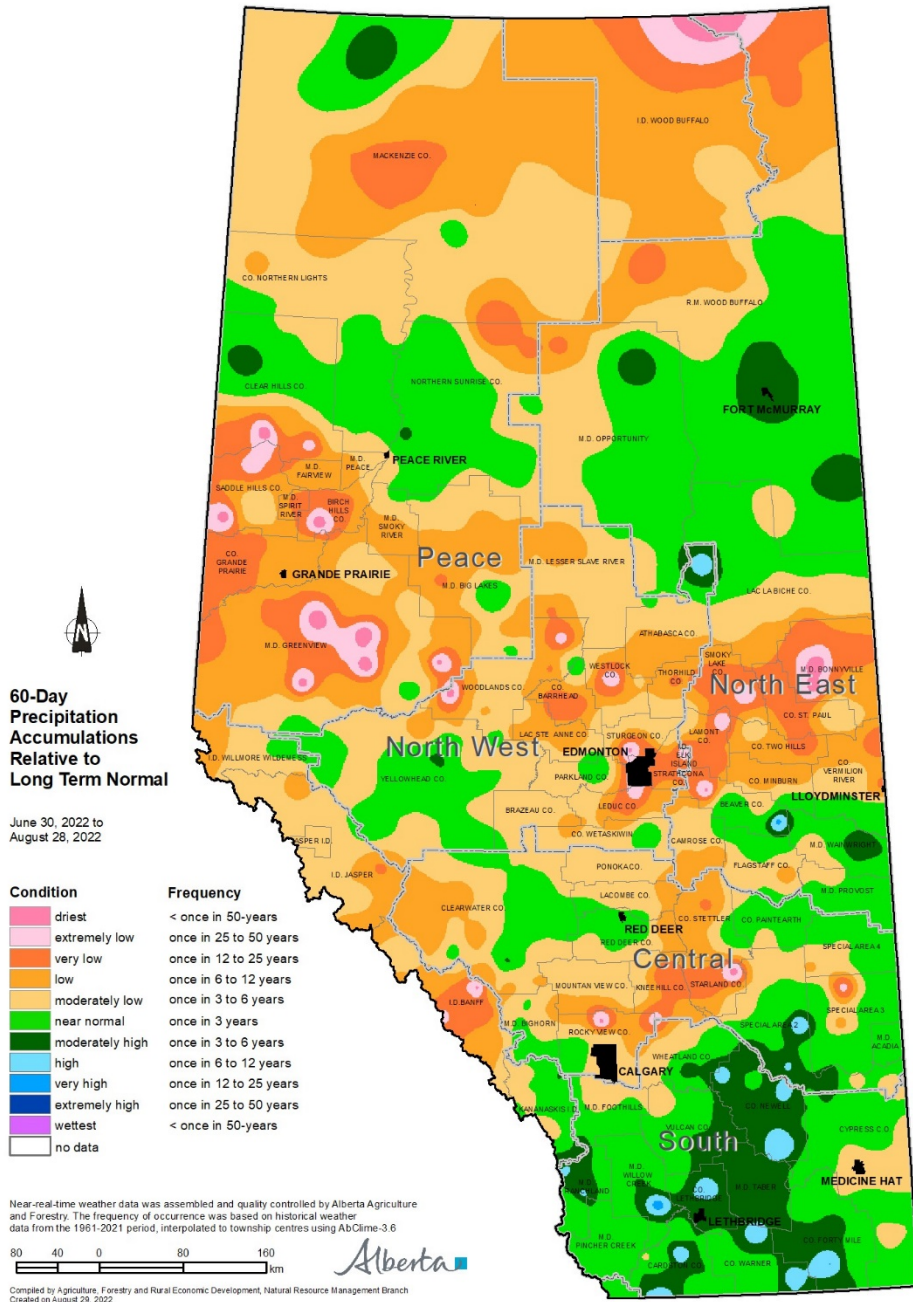 MACKENZIE CO.
I.D. WOOD BUFFALO
CO. NORTHERN LIGHTS
R.M. WOOD BUFFALO
CLEAR HILLS CO.
NORTHERN SUNRISE CO.
FORT McMURRAY
M.D. OPPORTUNITY
PEACE RIVER
M.D.
PEACE
M.D.
FAIRVIEW
SADDLE HILLS CO.
M.D.
SPIRIT
RIVER
BIRCH
HILLS
CO.
M.D.
SMOKY
RIVER
CO.
GRANDE
PRAIRIE
GRANDE PRAIRIE
Peace
M.D. BIG LAKES
M.D. LESSER SLAVE RIVER
LAC LA BICHE CO.
M.D. GREENVIEW
ATHABASCA CO.
WOODLANDS CO.
CO.
BARRHEAD
WESTLOCK
CO.
THORHILD
CO.
SMOKY
LAKE
CO.
M.D. BONNYVILLE
North East
CO. ST. PAUL
N
60-Day
Precipitation
Accumulations
Relative to
Long Term Normal
June 30, 2022 to
August 28, 2022
I.D. WILLMORE WILDERNESS
North West
LAC STE ANNE CO.
STURGEON CO.
LAMONT
CO.
CO. TWO HILLS
EDMONTON
ELK
ISLAND
STRATHCONA
CO.
YELLOWHEAD CO.
PARKLAND CO.
CO. MINBURN
CO.
VERMILION
RIVER
LLOYDMINSTER
LEDUC CO.
BRAZEAU CO.
BEAVER CO.
CO. WETASKIWIN
CAMROSE CO.
M.D. WAINWRIGHT
JASPER I.D.
I.D. JASPER
PONOKA CO.
FLAGSTAFF CO.
M.D. PROVOST
CLEARWATER CO.
LACOMBE CO.
RED DEER
CO. STETTLER
CO. PAINTEARTH
RED DEER CO.
SPECIAL AREA 4
Central
MOUNTAIN VIEW CO.
KNEEHILL CO.
STARLAND CO.
I.D. BANFF
M.D. BIGHORN
ROCKY VIEW CO.
SPECIAL AREA 2
SPECIAL AREA 3
M.D.
ACADIA
WHEATLAND CO.
CALGARY
KANANASKIS I.D.
M.D. FOOTHILLS
CO. NEWELL
VULCAN CO.
South
CYPRESS CO.
M.D.
WILLOW
CREEK
M.D.
RANCHLAND
CO.
LETHBRIDGE
M.D. TABER
MEDICINE HAT
LETHBRIDGE
M.D.
PINCHER CREEK
CO. FORTY MILE
CARDSTON CO.
CO. WARNER
Condition Frequency
driest < once in 50-years
extremely low once in 25 to 50 years
very low once in 12 to 25 years
low once in 6 to 12 years
moderately low once in 3 to 6 years
near normal once in 3 years
moderately high once in 3 to 6 years
high once in 6 to 12 years
very high once in 12 to 25 years
extremely high once in 25 to 50 years
wettest < once in 50-years
no data
Near-real-time weather data was assembled and quality controlled by Alberta Agriculture
and Forestry. The frequency of occurrence was based on historical weather
data from the 1961-2021 period, interpolated to township centres using AbClime-3.6
80 40 0 80 160
km
Alberta
Compiled by Agriculture, Forestry and Rural Economic Development, Natural Resource Management Branch
Created on August 29, 2022